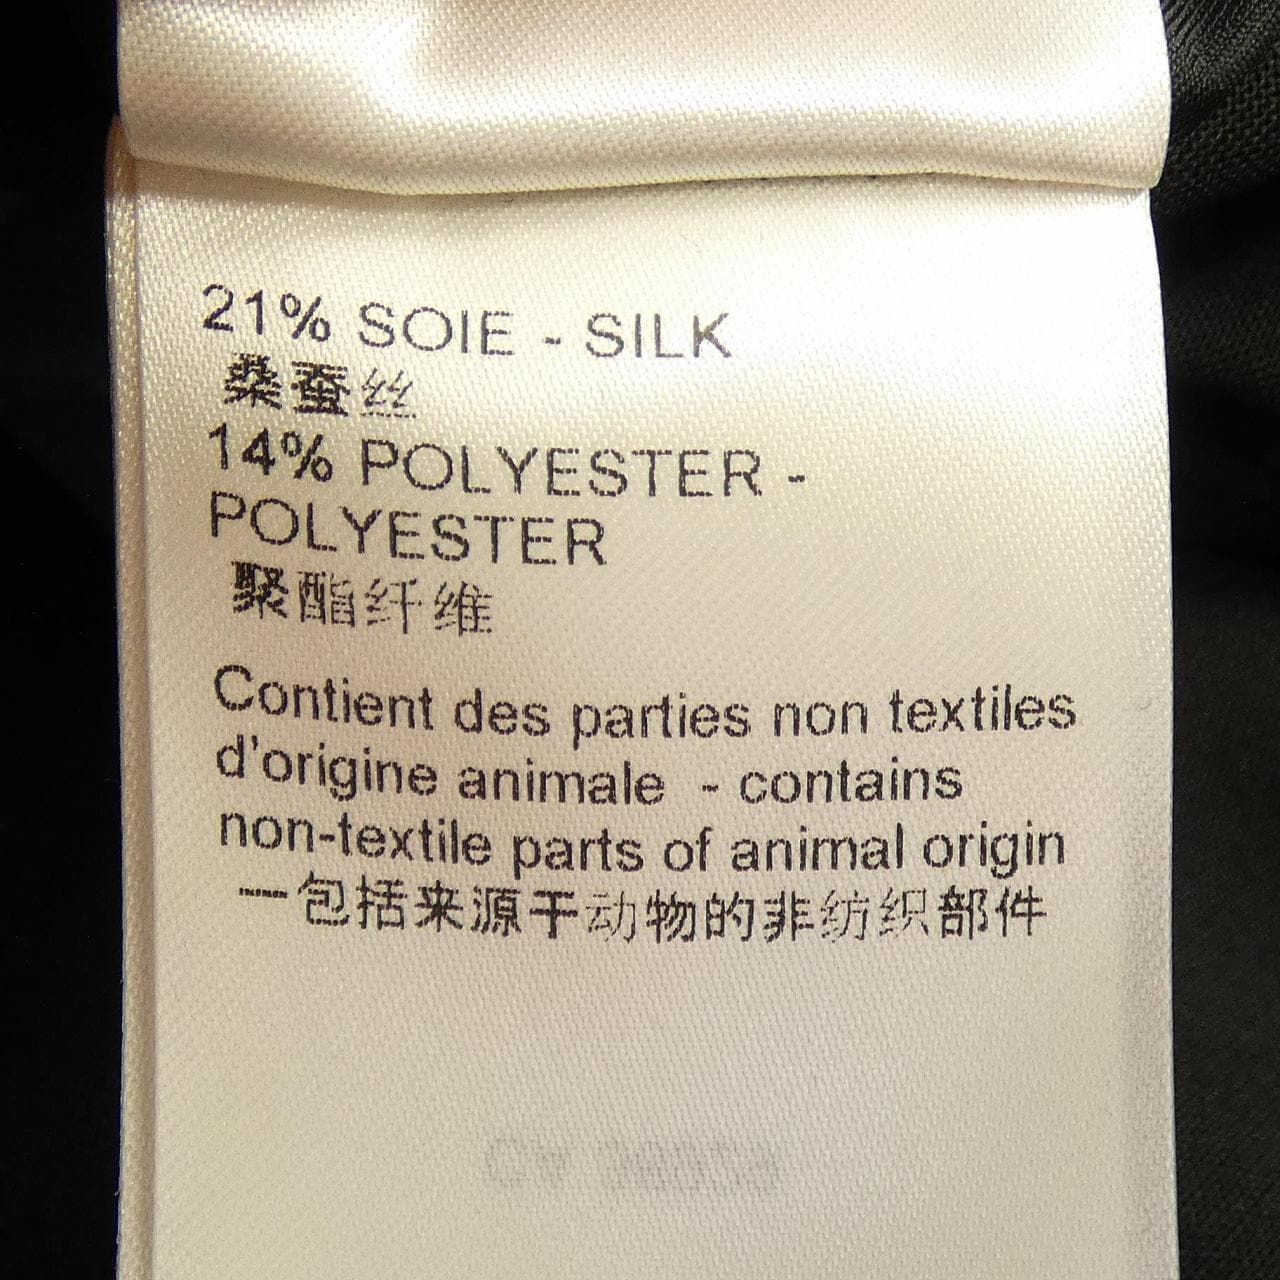 21% SOIE - SILK
桑蚕丝
14% POLYESTER -
POLYESTER
聚酯纤维
Contient des parties non textiles
d'origine animale - contains
non-textile parts of animal origin
一包括来源于动物的非纺织部件